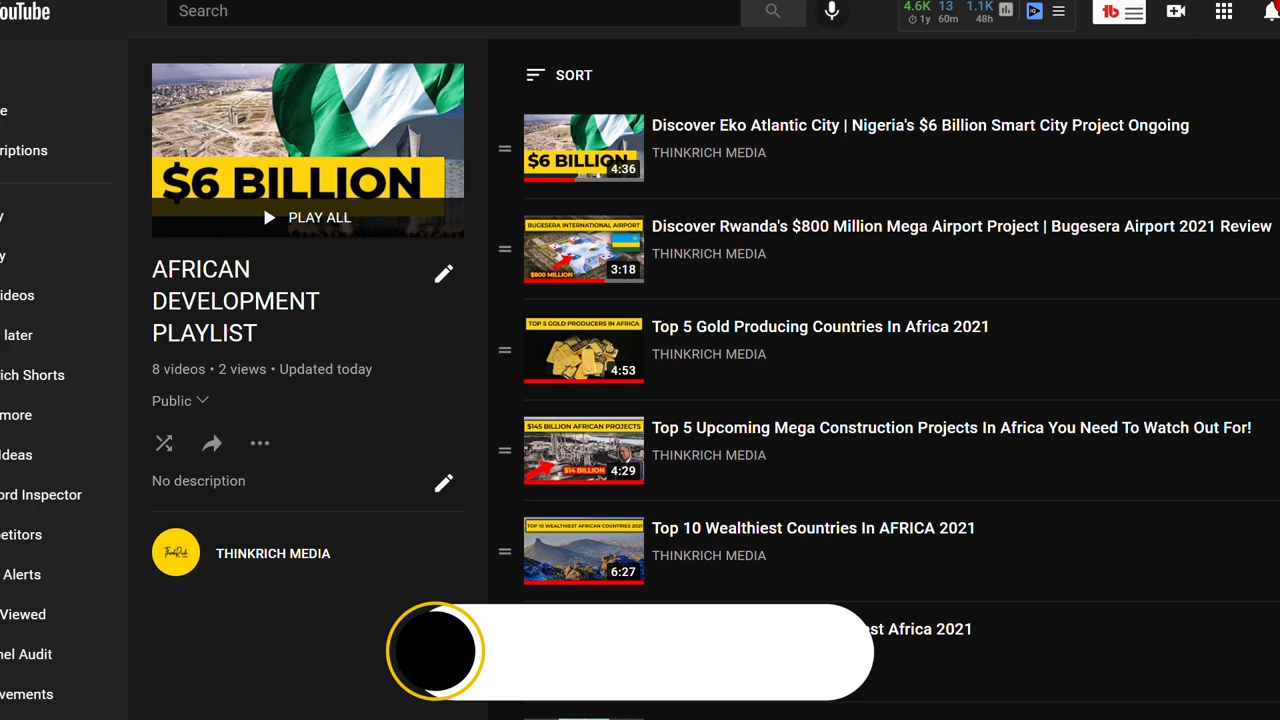 ouTube
Search
4.6K 13 1.1K
1y 60m 48h
e
riptions
y
y
ideos
later
ich Shorts
more
Ideas
ord Inspector
etitors
Alerts
Viewed
nel Audit
vements
$6 BILLION
PLAY ALL
AFRICAN
DEVELOPMENT
PLAYLIST
8 videos • 2 views • Updated today
Public
No description
THINKRICH MEDIA
SORT
$6 BILLION
4:36
Discover Eko Atlantic City | Nigeria's $6 Billion Smart City Project Ongoing
THINKRICH MEDIA
BUGESERA INTERNATIONAL AIRPORT
$800 MILLION
3:18
Discover Rwanda's $800 Million Mega Airport Project | Bugesera Airport 2021 Review
THINKRICH MEDIA
TOP 5 GOLD PRODUCERS IN AFRICA
4:53
Top 5 Gold Producing Countries In Africa 2021
THINKRICH MEDIA
$145 BILLION AFRICAN PROJECTS
$14 BILLION
4:29
Top 5 Upcoming Mega Construction Projects In Africa You Need To Watch Out For!
THINKRICH MEDIA
TOP 10 WEALTHIEST AFRICAN COUNTRIES 2021
6:27
Top 10 Wealthiest Countries In AFRICA 2021
THINKRICH MEDIA
st Africa 2021